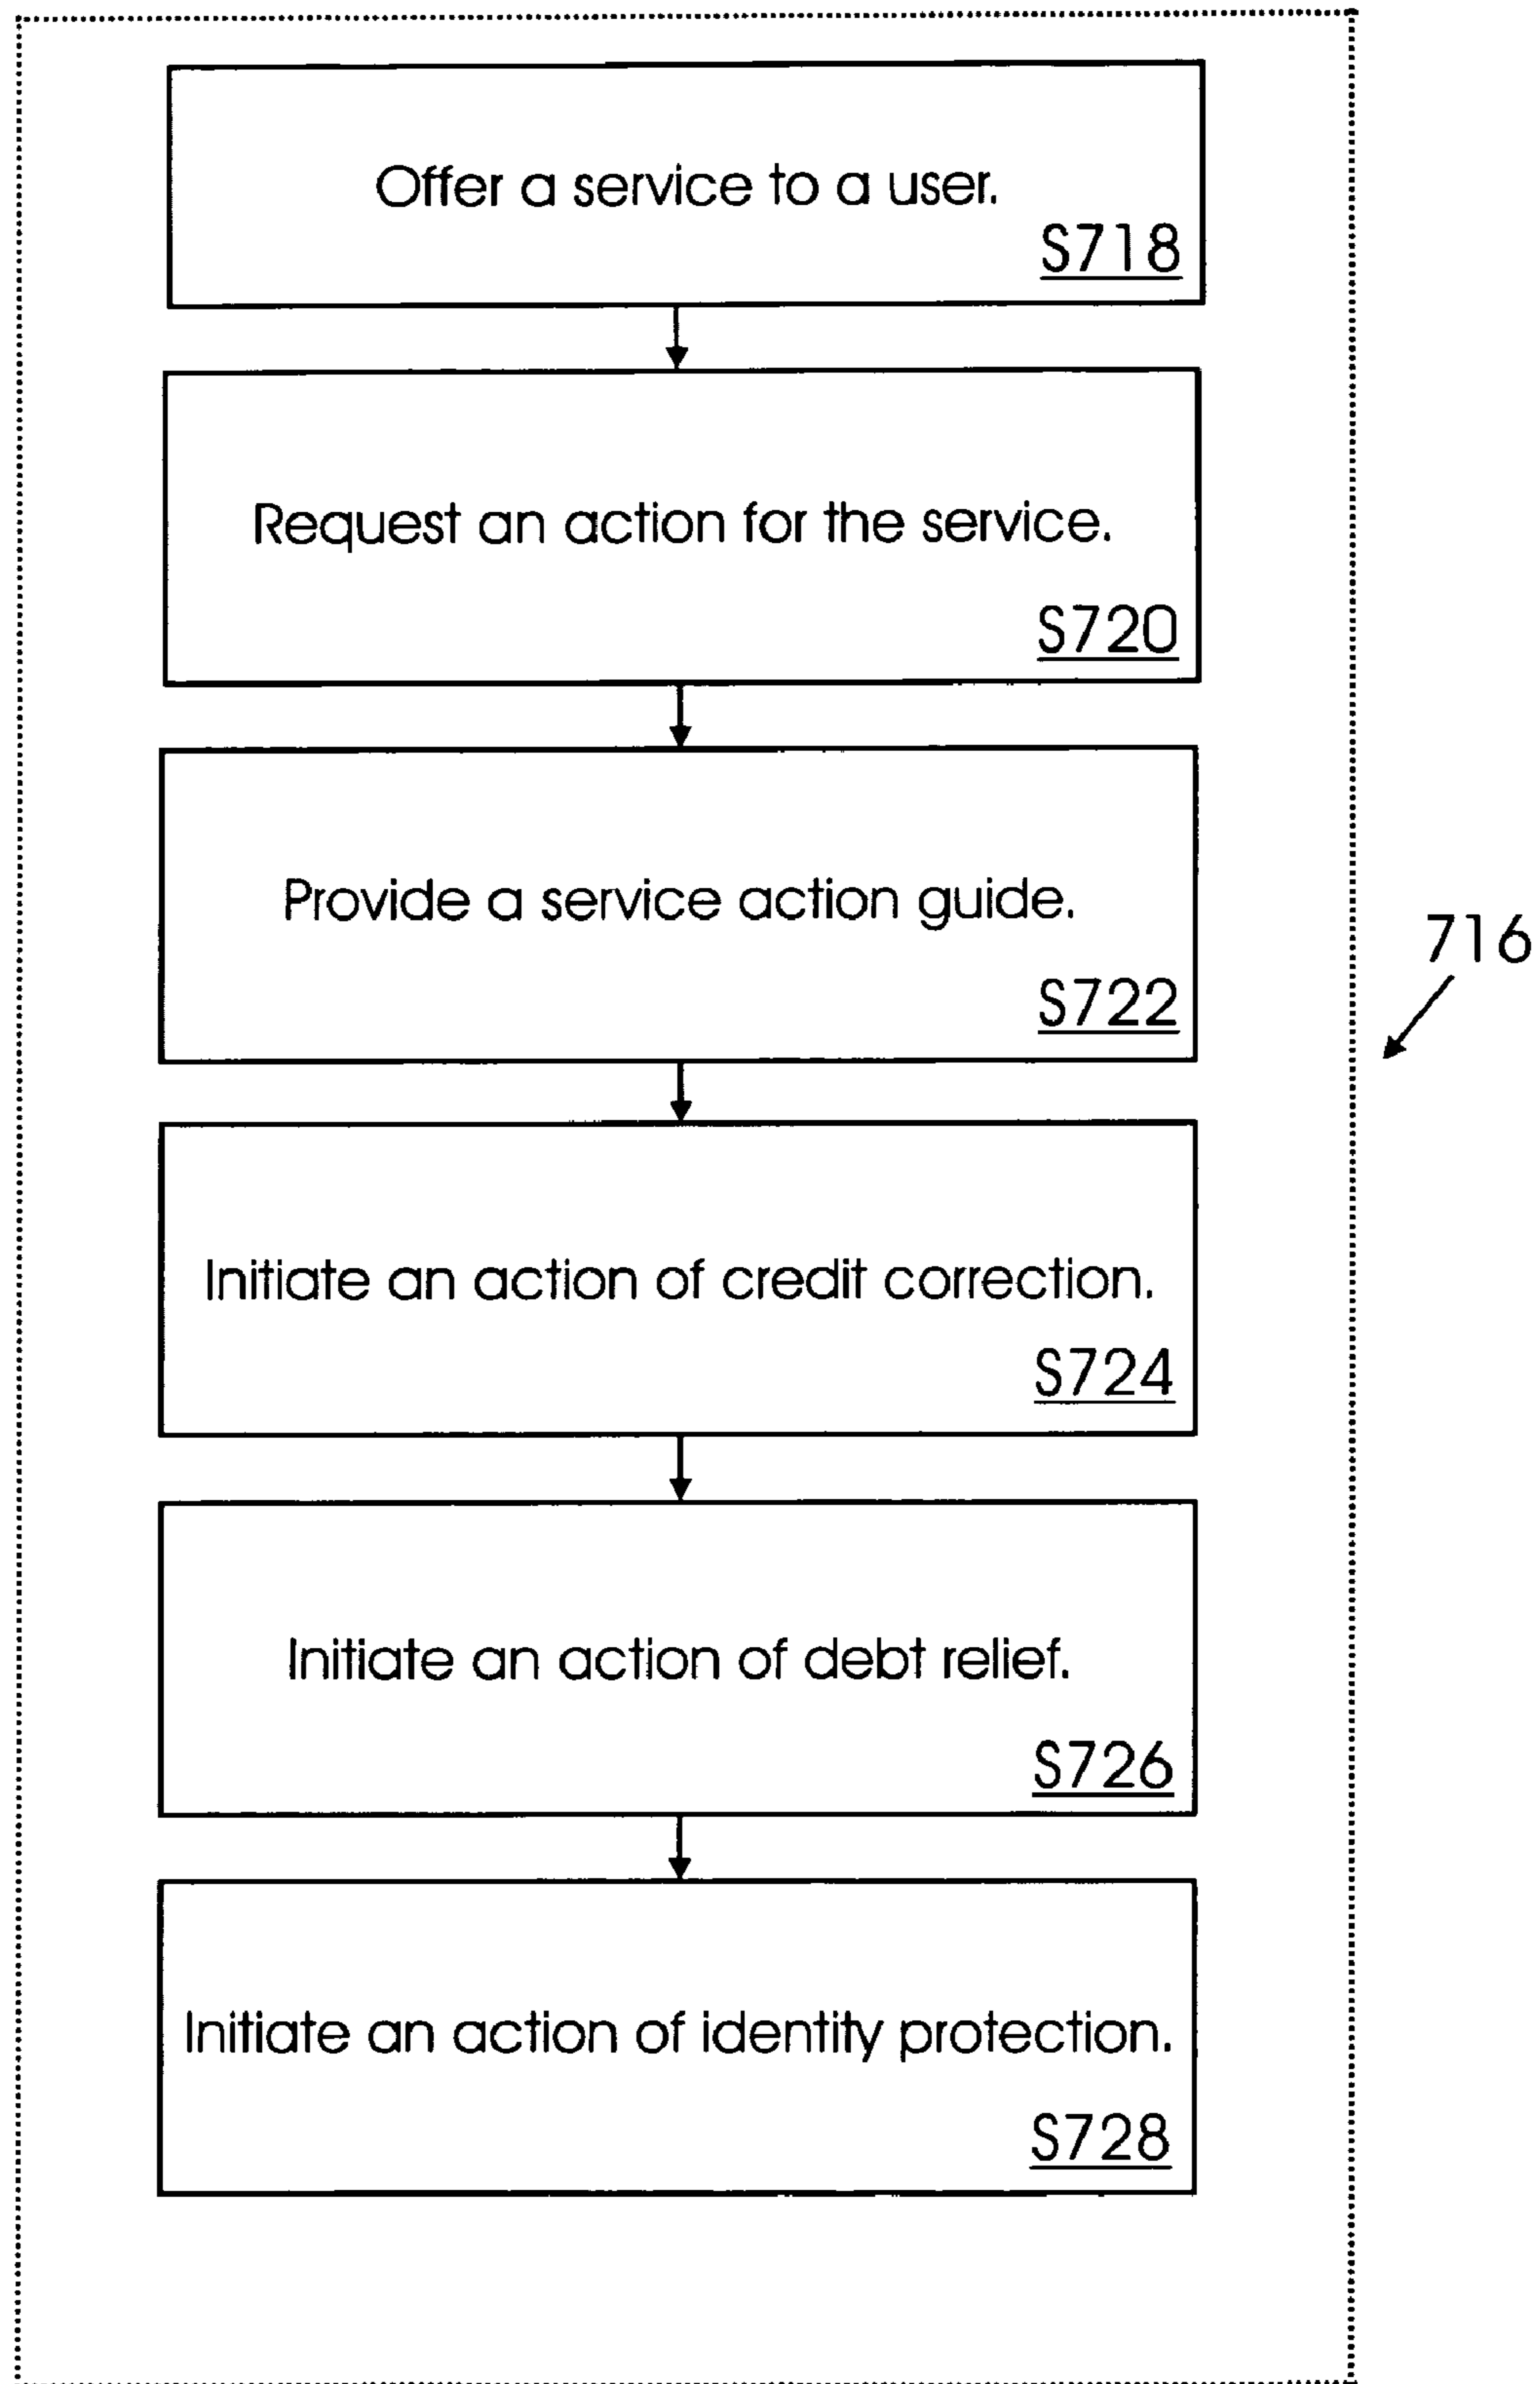 Offer a service to a user.
S718
Request an action for the service.
S720
Provide a service action guide.
S722
716
Initiate an action of credit correction.
S724
Initiate an action of debt relief.
S726
Initiate an action of identity protection.
S728